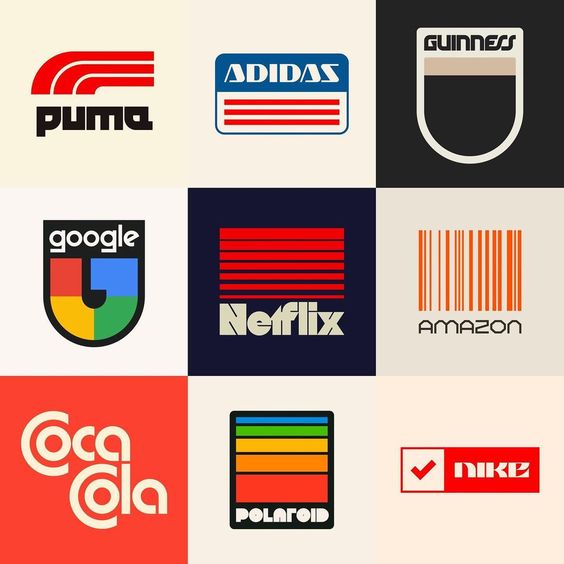 puma
ADIDAS
GUINNESS
google
Netflix
AMAZON
Coca
Cola
POLAROID
NIKE